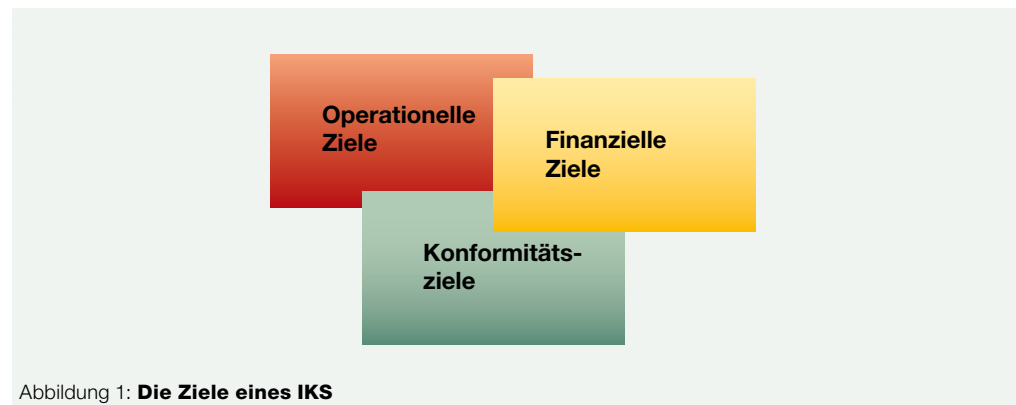 Operationelle
Ziele
Finanzielle
Ziele
Konformitäts-
ziele
Abbildung 1: Die Ziele eines IKS